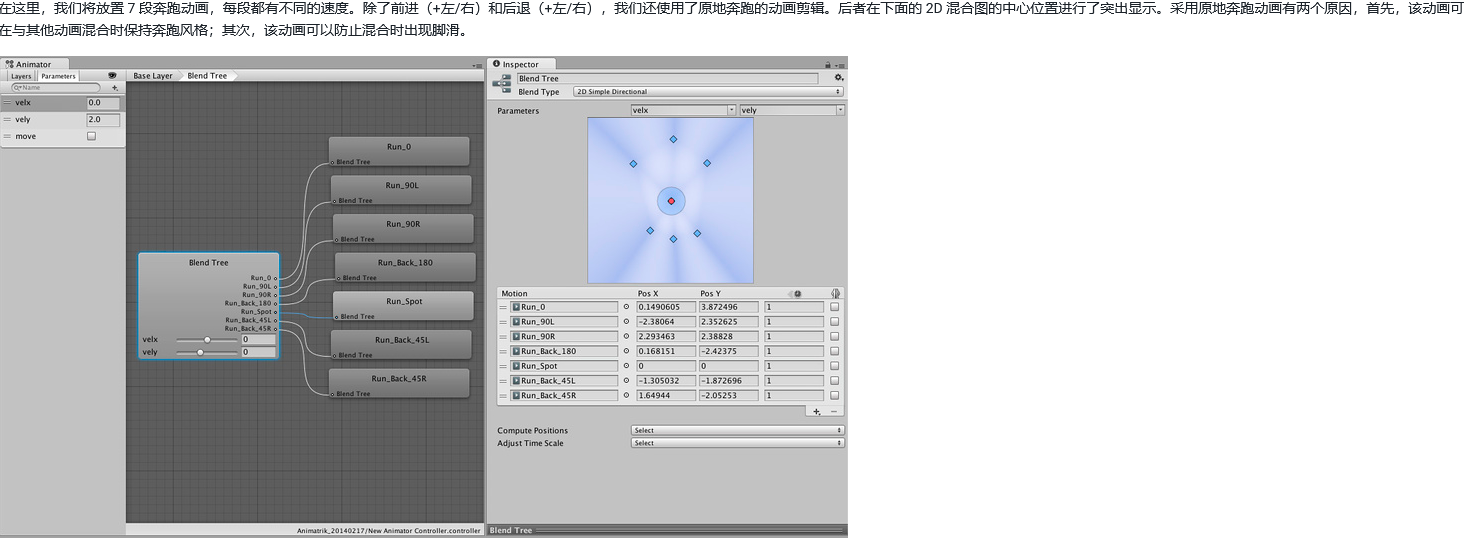 在这里，我们将放置 7 段奔跑动画，每段都有不同的速度。除了前进（+左/右）和后退（+左/右），我们还使用了原地奔跑的动画剪辑。后者在下面的 2D 混合图的中心位置进行了突出显示。采用原地奔跑动画有两个原因，首先，该动画可
在与其他动画混合时保持奔跑风格；其次，该动画可以防止混合时出现脚滑。
Animator
Layers Parameters
Name
velx 0.0
vely 2.0
move
Base Layer Blend Tree
Run_0
Blend Tree
Run_90L
Blend Tree
Run_90R
Blend Tree
Run_Back_180
Blend Tree
Run_Spot
Blend Tree
Run_Back_45L
Blend Tree
Run_Back_45R
Blend Tree
Blend Tree
Run_0
Run_90L
Run_90R
Run_Back_180
Run_Spot
Run_Back_45L
Run_Back_45R
velx 0
vely 0
Animatrik_20140217/New Animator Controller.controller
Inspector
Blend Tree
Blend Type 2D Simple Directional
Parameters velx vely
Motion Pos X Pos Y
Run_0 0.1490605 3.872496 1
Run_90L -2.38064 2.352625 1
Run_90R 2.293463 2.38828 1
Run_Back_180 0.168151 -2.42375 1
Run_Spot 0 0 1
Run_Back_45L -1.305032 -1.872696 1
Run_Back_45R 1.64944 -2.05253 1
Compute Positions Select
Adjust Time Scale Select
Blend Tree